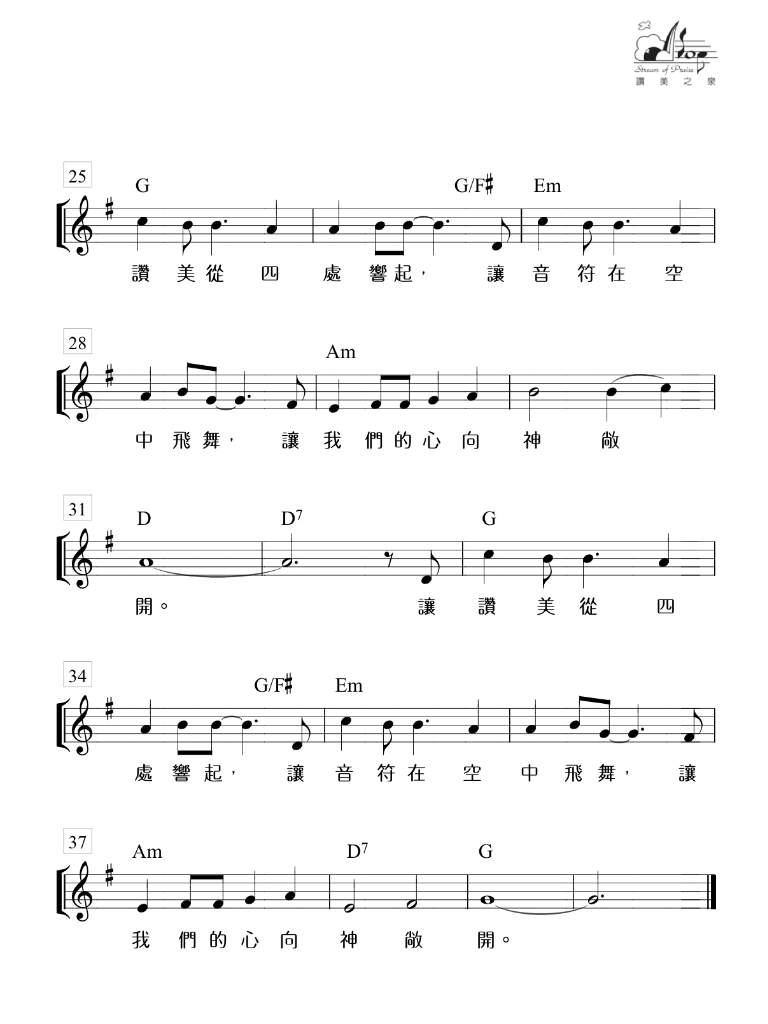 Stream of Praise
讚美之泉
25
G G/F♯ Em
讚 美 從 四 處 響 起， 讓 音 符 在 空
28
Am
中 飛 舞， 讓 我 們 的 心 向 神 敞
31
D D7 G
開。 讓 讚 美 從 四
34
G/F♯ Em
處 響 起， 讓 音 符 在 空 中 飛 舞， 讓
37
Am D7 G
我 們 的 心 向 神 敞 開。